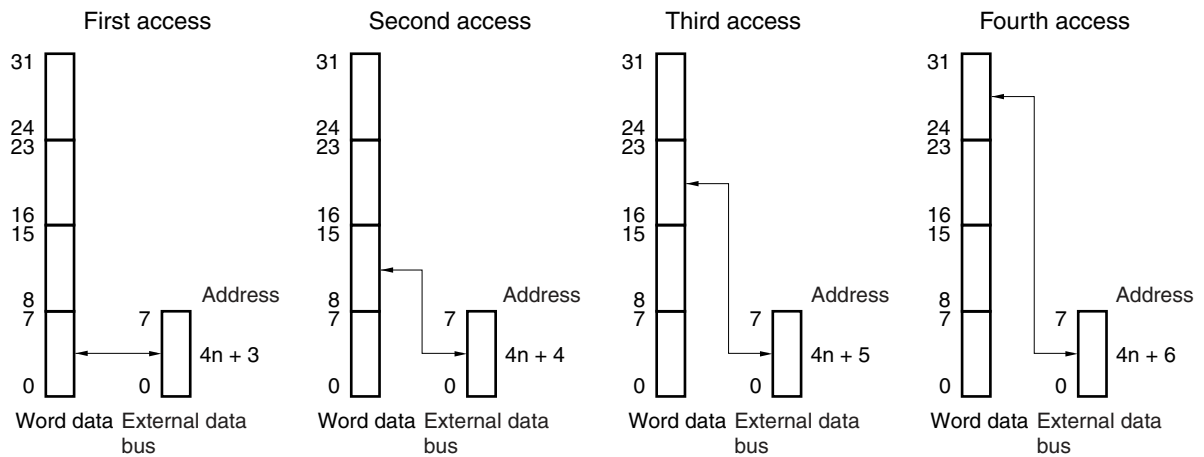 First access
Second access
Third access
Fourth access
31
24
23
16
15
8
7
0
7
0
Address
4n + 3
Word data External data
bus
31
24
23
16
15
8
7
0
7
0
Address
4n + 4
Word data External data
bus
31
24
23
16
15
8
7
0
7
0
Address
4n + 5
Word data External data
bus
31
24
23
16
15
8
7
0
7
0
Address
4n + 6
Word data External data
bus